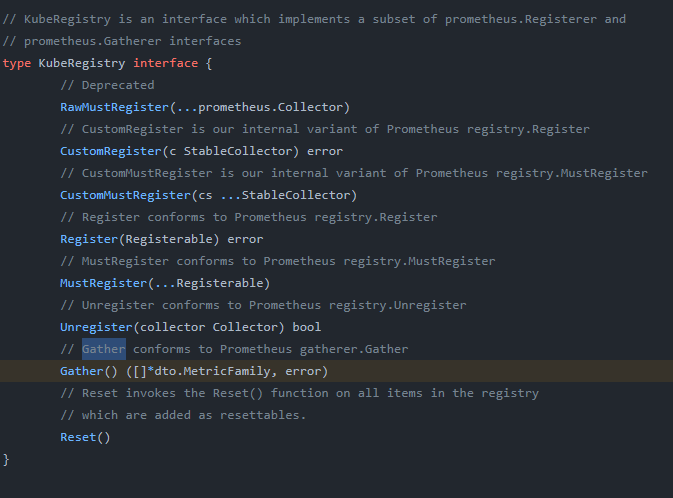 // KubeRegistry is an interface which implements a subset of prometheus.Registerer and
// prometheus.Gatherer interfaces
type KubeRegistry interface {
// Deprecated
RawMustRegister(...prometheus.Collector)
// CustomRegister is our internal variant of Prometheus registry.Register
CustomRegister(c StableCollector) error
// CustomMustRegister is our internal variant of Prometheus registry.MustRegister
CustomMustRegister(cs ...StableCollector)
// Register conforms to Prometheus registry.Register
Register(Registerable) error
// MustRegister conforms to Prometheus registry.MustRegister
MustRegister(...Registerable)
// Unregister conforms to Prometheus registry.Unregister
Unregister(collector Collector) bool
// Gather conforms to Prometheus gatherer.Gather
Gather() ([]*dto.MetricFamily, error)
// Reset invokes the Reset() function on all items in the registry
// which are added as resettables.
Reset()
}